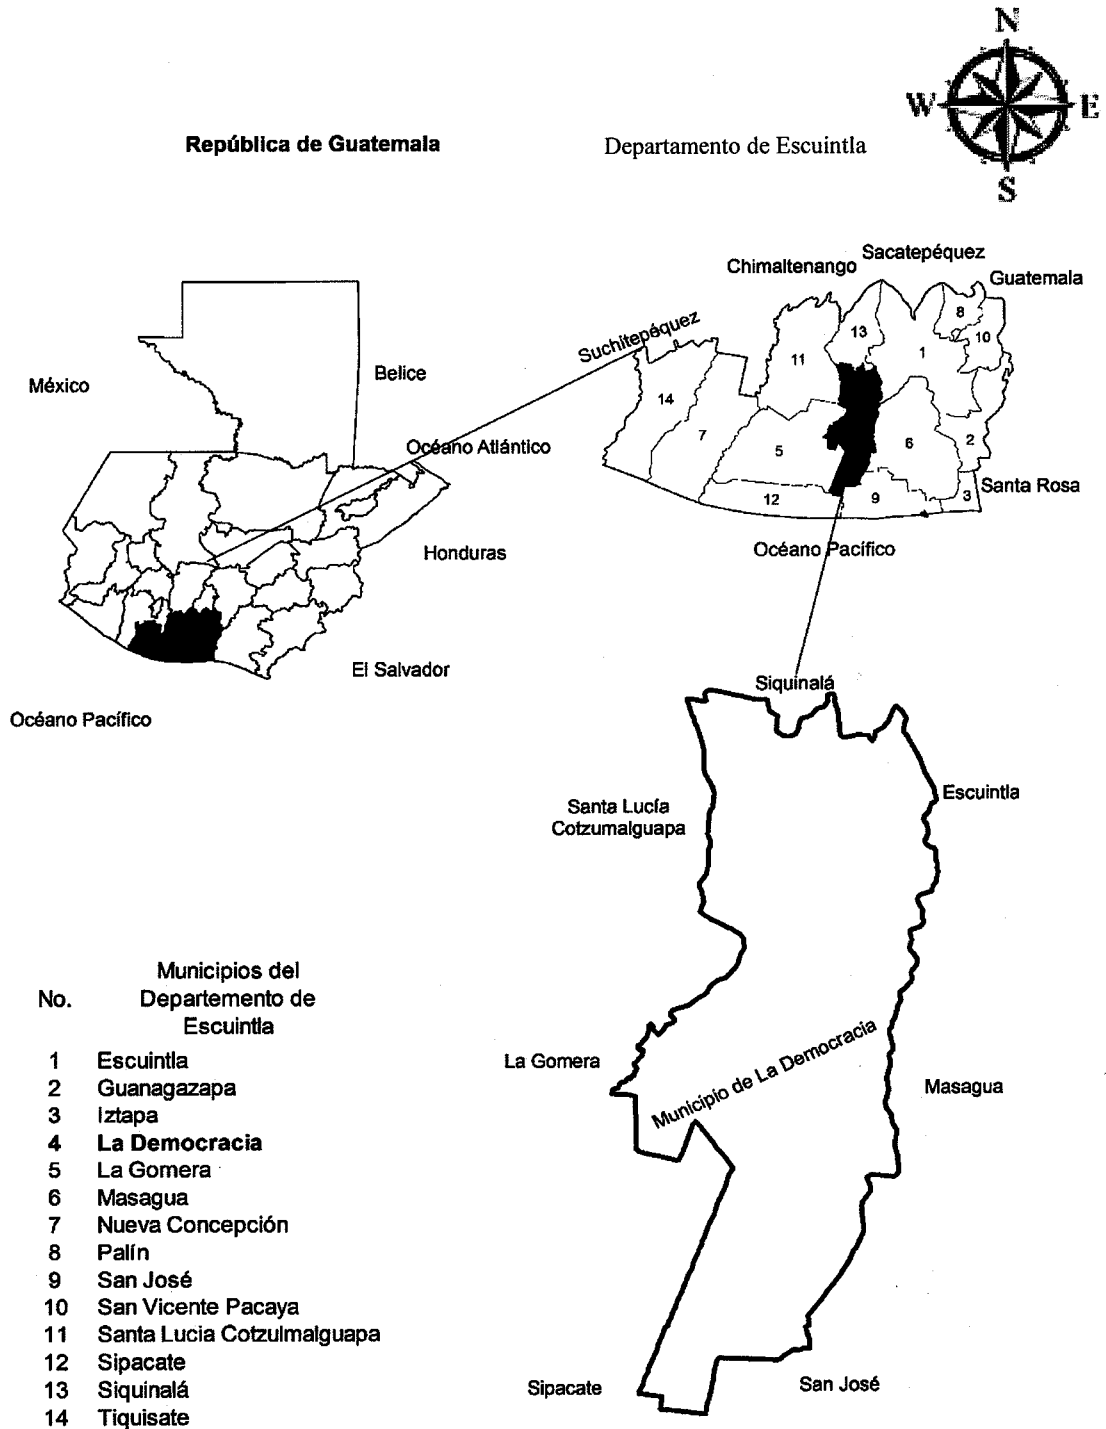 N
W
E
S
República de Guatemala
Departamento de Escuintla
México
Belice
Océano Atlántico
Honduras
El Salvador
Océano Pacífico
Suchitepéquez
Chimaltenango
Sacatepéquez
Guatemala
8
13
10
1
11
14
7
5
6
2
12
9
3
Santa Rosa
Océano Pacífico
Siquinalá
Santa Lucía
Cotzumalguapa
Escuintla
La Gomera
Municipio de La Democracia
Masagua
Sipacate
San José
No.
Municipios del
Departemento de
Escuintla
1 Escuintla
2 Guanagazapa
3 Iztapa
4 La Democracia
5 La Gomera
6 Masagua
7 Nueva Concepción
8 Palín
9 San José
10 San Vicente Pacaya
11 Santa Lucia Cotzulmalguapa
12 Sipacate
13 Siquinalá
14 Tiquisate